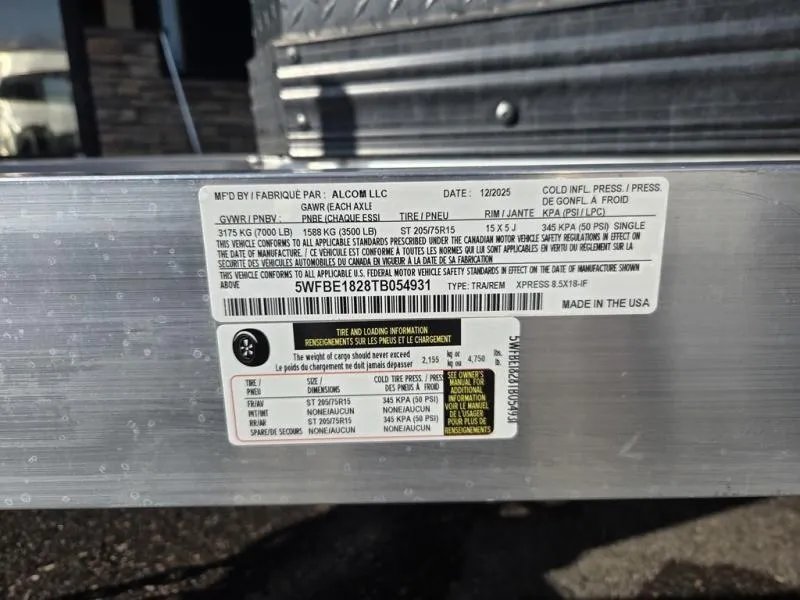 MF'D BY / FABRIQUÉ PAR : ALCOM LLC DATE : 12/2025 COLD INFL. PRESS. / PRESS. DE GONFL. À FROID
GVWR / PNBV : GAWR (EACH AXLE PNBE (CHAQUE ESSI TIRE / PNEU RIM / JANTE KPA (PSI / LPC)
3175 KG (7000 LB) 1588 KG (3500 LB) ST 205/75R15 15 X 5 J 345 KPA (50 PSI) SINGLE
THIS VEHICLE CONFORMS TO ALL APPLICABLE STANDARDS PRESCRIBED UNDER THE CANADIAN MOTOR VEHICLE SAFETY REGULATIONS IN EFFECT ON
THE DATE OF MANUFACTURE. / CE VÉHICULE EST CONFORME À TOUTES LES NORMES QUI LUI SONT APPLICABLES EN VERTU DU RÈGLEMENT SUR LA
SÉCURITÉ DES VÉHICULES AUTOMOBILES DU CANADA EN VIGUEUR À LA DATE DE SA FABRICATION
THIS VEHICLE CONFORMS TO ALL APPLICABLE U.S. FEDERAL MOTOR VEHICLE SAFETY STANDARDS IN EFFECT ON THE DATE OF MANUFACTURE SHOWN
ABOVE 5WFBE1828TB054931 TYPE: TRA/REM XPRESS 8.5X18-IF
MADE IN THE USA
TIRE AND LOADING INFORMATION
RENSEIGNEMENTS SUR LES PNEUS ET LE CHARGEMENT
The weight of cargo should never exceed
Le poids du chargement ne doit jamais dépasser 2,155 kg or kg ou 4,750 lbs. lb.
TIRE / PNEU SIZE / DIMENSIONS COLD TIRE PRESS. / PRESS DES PNEUS À FROID
FR/AV ST 205/75R15 345 KPA (50 PSI)
INT/INT NONE/AUCUN NONE/AUCUN
RR/AR ST 205/75R15 345 KPA (50 PSI)
SPARE/DE SECOURS NONE/AUCUN NONE/AUCUN
SEE OWNER'S
MANUAL FOR
ADDITIONAL
INFORMATION
VOIR LE MANUEL
DE L'USAGER
POUR PLUS DE
RENSEIGNEMENTS
5WFBE1828TB054931